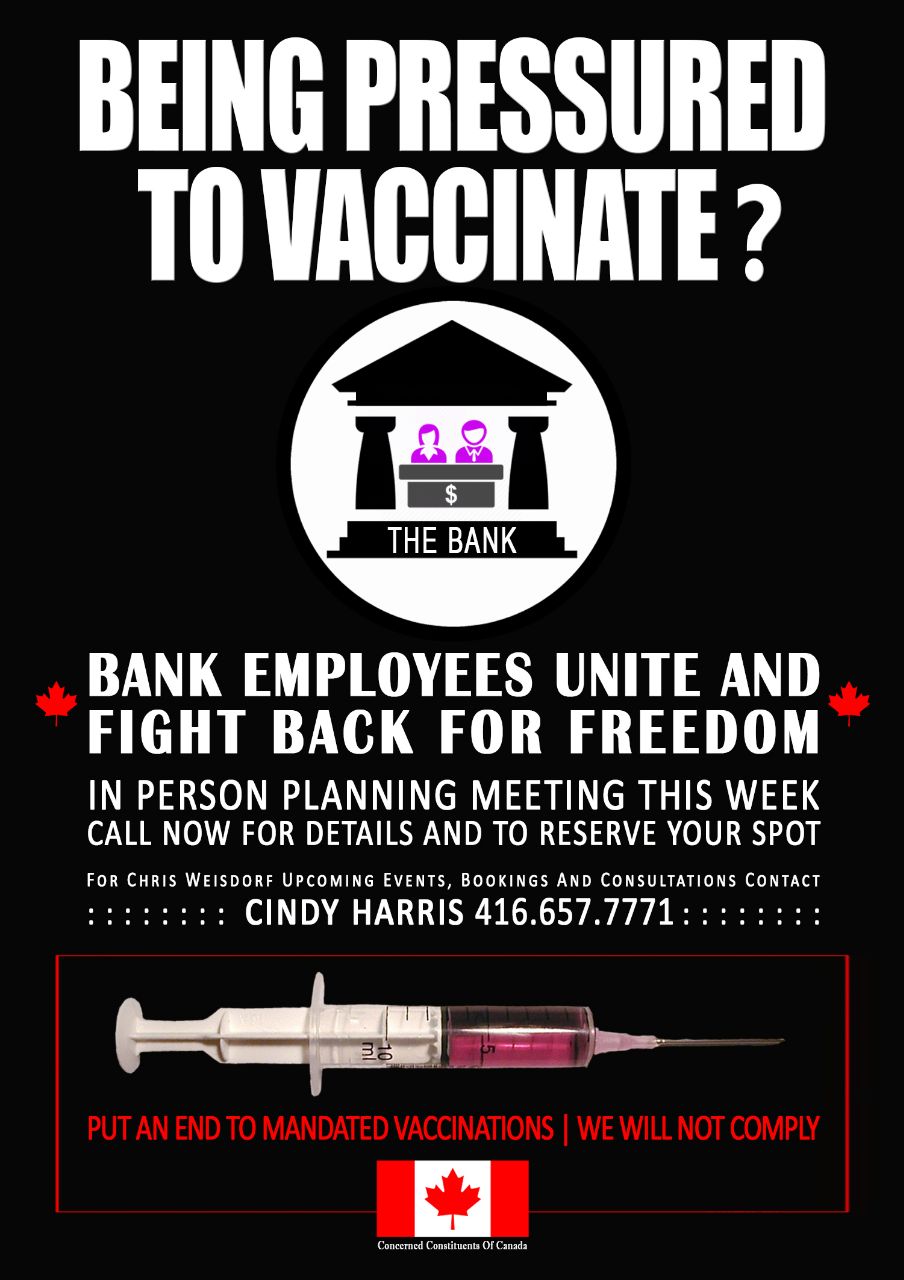 BEING PRESSURED
TO VACCINATE?
$
THE BANK
BANK EMPLOYEES UNITE AND
FIGHT BACK FOR FREEDOM
IN PERSON PLANNING MEETING THIS WEEK
CALL NOW FOR DETAILS AND TO RESERVE YOUR SPOT
For Chris Weisdorf Upcoming Events, Bookings And Consultations Contact
: : : : : : : : CINDY HARRIS 416.657.7771 : : : : : : : :
10
ml
5
PUT AN END TO MANDATED VACCINATIONS | WE WILL NOT COMPLY
Concerned Constituents Of Canada